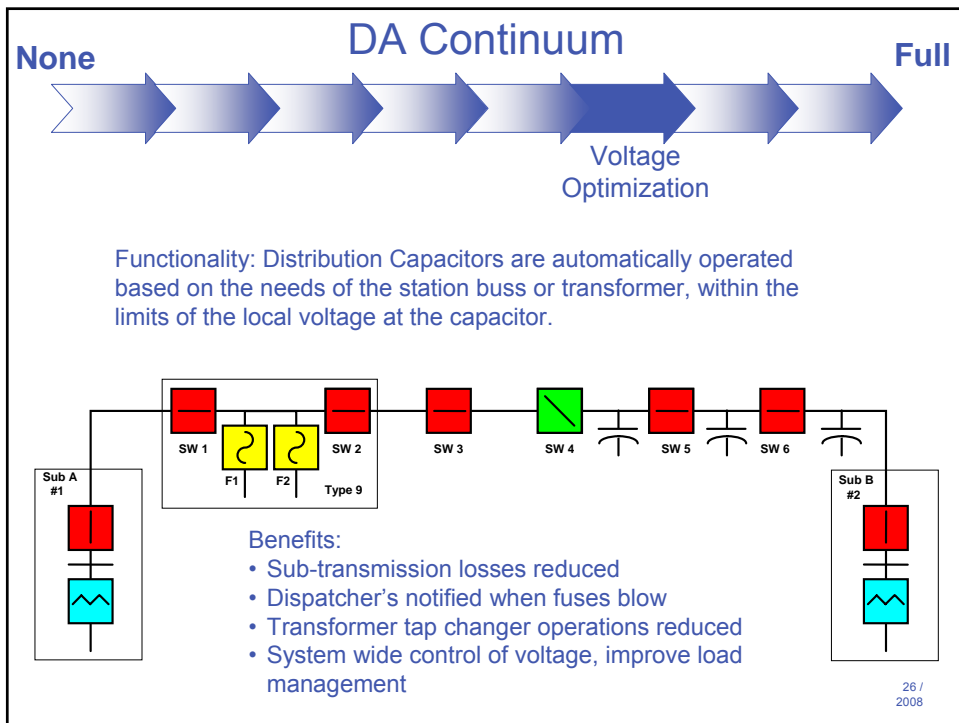 DA Continuum
None
Full
Voltage
Optimization
Functionality: Distribution Capacitors are automatically operated
based on the needs of the station buss or transformer, within the
limits of the local voltage at the capacitor.
SW 1
SW 2
SW 3
SW 4
SW 5
SW 6
F1
F2
Type 9
Sub A
#1
Sub B
#2
Benefits:
• Sub-transmission losses reduced
• Dispatcher's notified when fuses blow
• Transformer tap changer operations reduced
• System wide control of voltage, improve load
management
26 /
2008